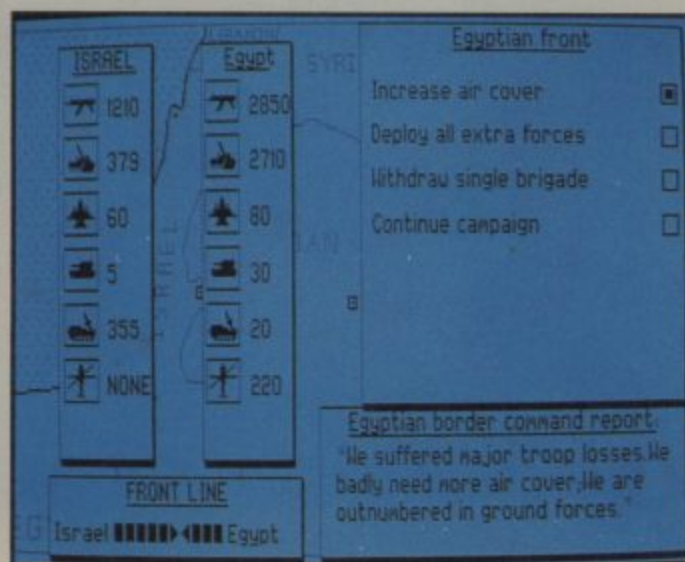 ISRAEL
1210
379
60
5
355
NONE
Egypt
2850
2710
80
30
20
220
SYRI
Egyptian front
Increase air cover
Deploy all extra forces
Withdraw single brigade
Continue campaign
FRONT LINE
Israel Egypt
Egyptian border command report:
"We suffered major troop losses.We
badly need more air cover;We are
outnumbered in ground forces."